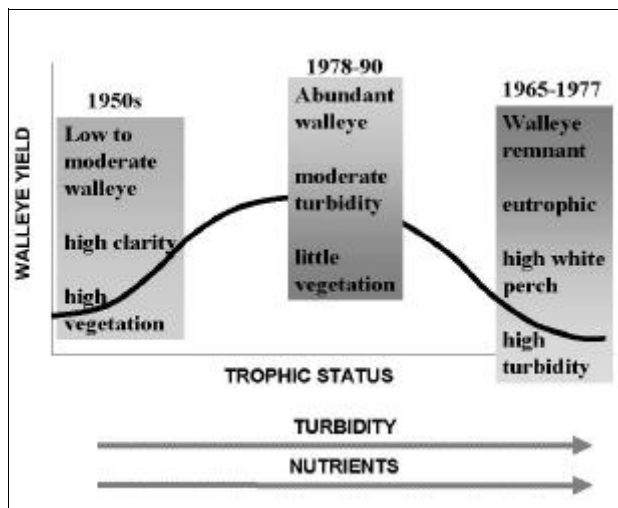 1950s
Low to
moderate
walleye
high clarity
high
vegetation
1978-90
Abundant
walleye
moderate
turbidity
little
vegetation
1965-1977
Walleye
remnant
eutrophic
high white
perch
high
turbidity
WALLEYE YIELD
TROPHIC STATUS
TURBIDITY
NUTRIENTS